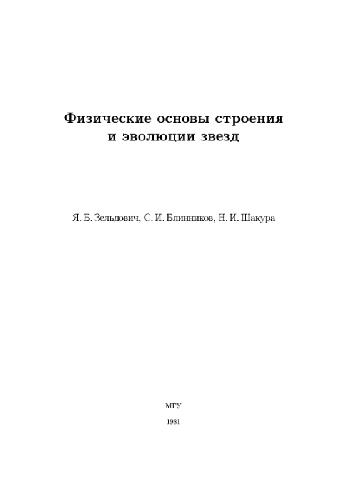 Физические основы строения
и эволюции звезд
Я. Б. Зельдович, С. И. Блинников, Н. И. Шакура
МГУ
1981